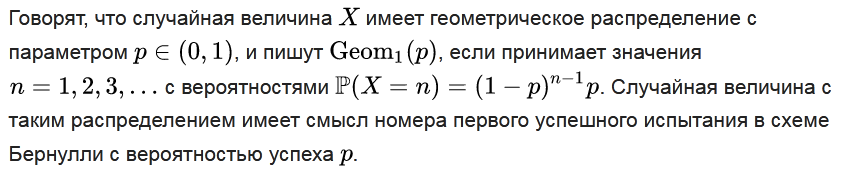 Говорят, что случайная величина X имеет геометрическое распределение с
параметром p ∈ (0, 1), и пишут Geom₁(p), если принимает значения
n = 1, 2, 3, … с вероятностями ℙ(X = n) = (1 − p)ⁿ⁻¹p. Случайная величина с
таким распределением имеет смысл номера первого успешного испытания в схеме
Бернулли с вероятностью успеха p.